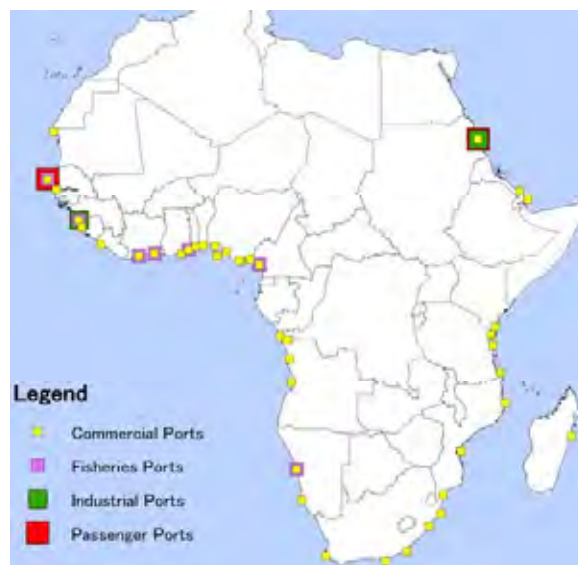 Legend
Commercial Ports
Fisheries Ports
Industrial Ports
Passenger Ports